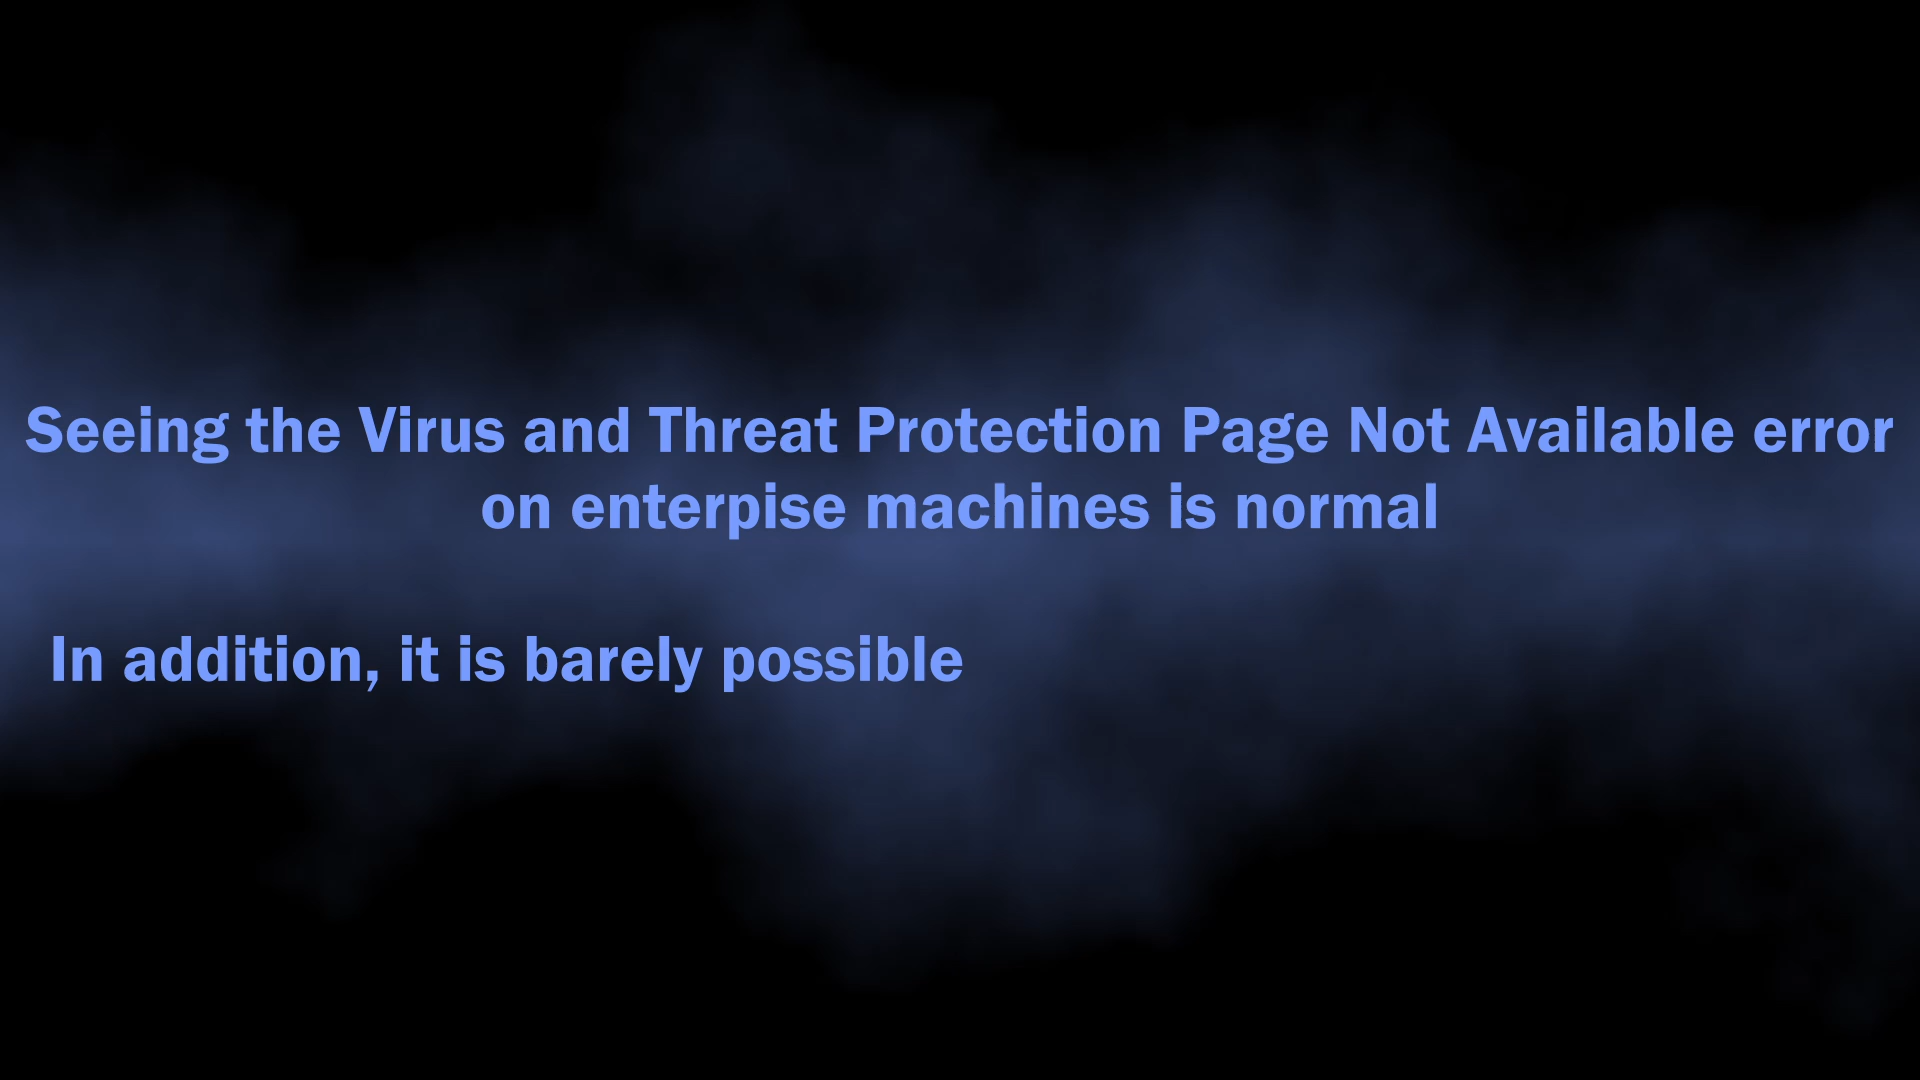 Seeing the Virus and Threat Protection Page Not Available error
on enterpise machines is normal
In addition, it is barely possible